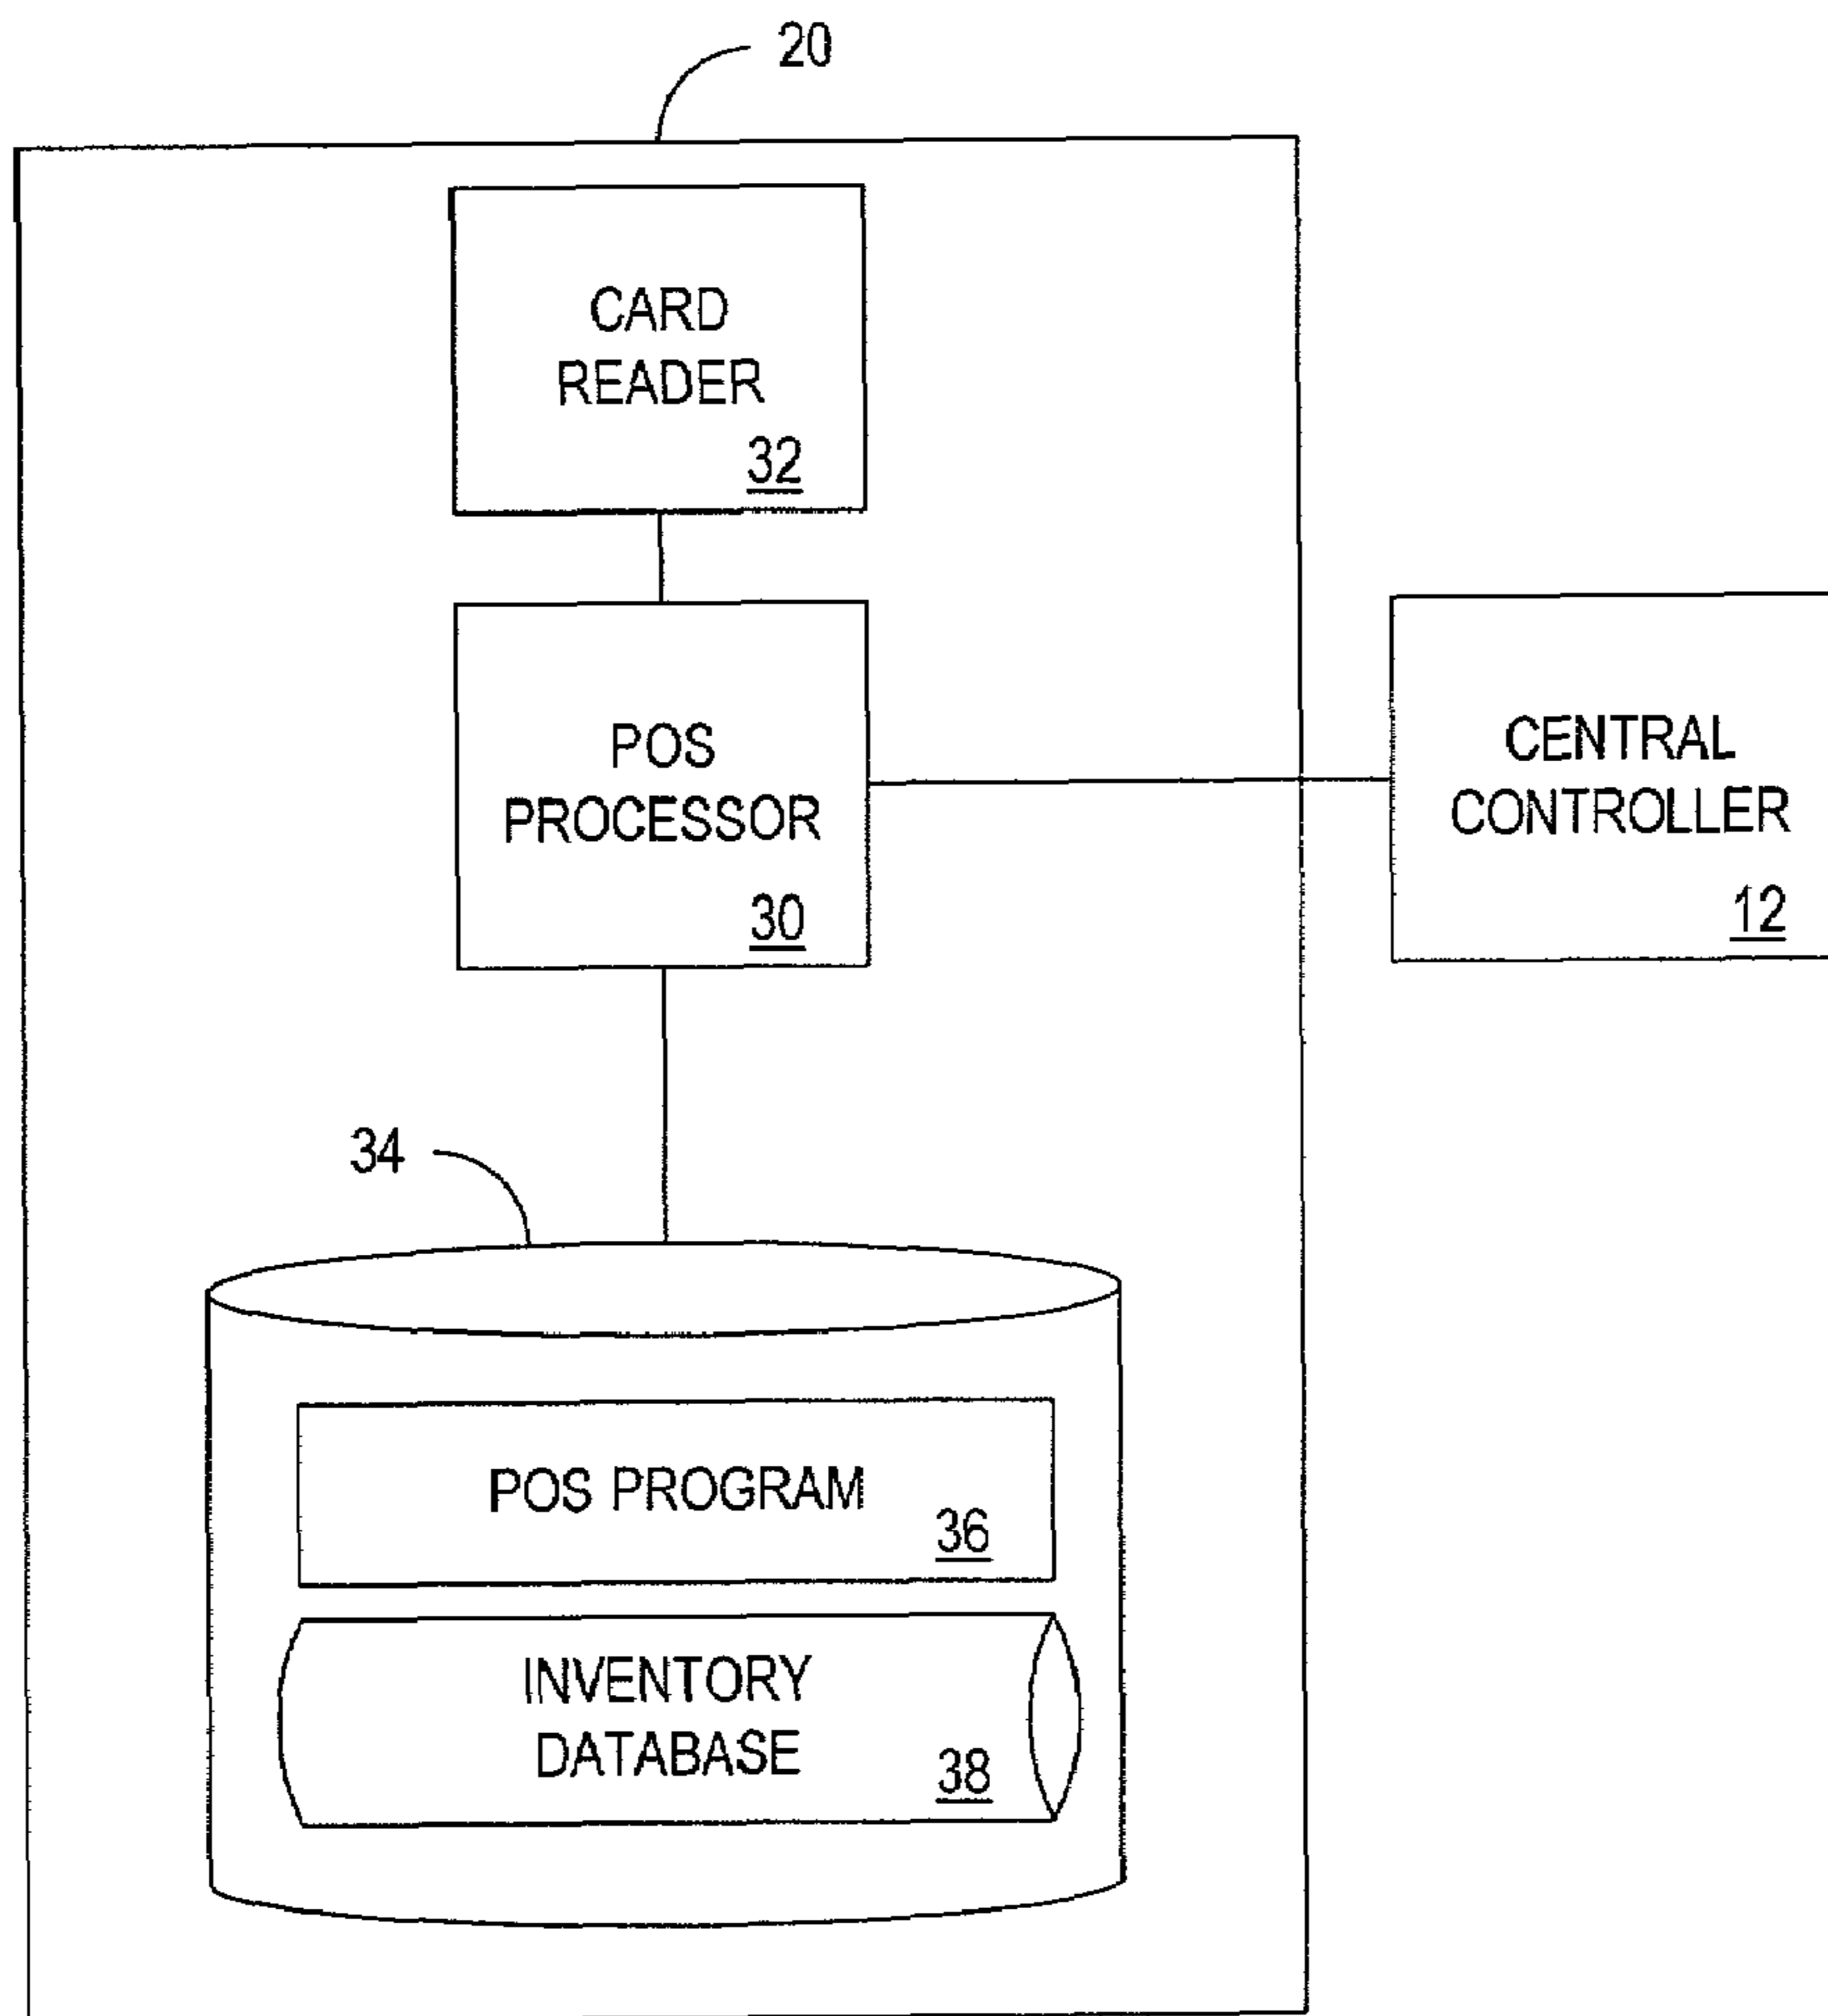 20
CARD
READER
32
POS
PROCESSOR
30
CENTRAL
CONTROLLER
12
34
POS PROGRAM
36
INVENTORY
DATABASE
38